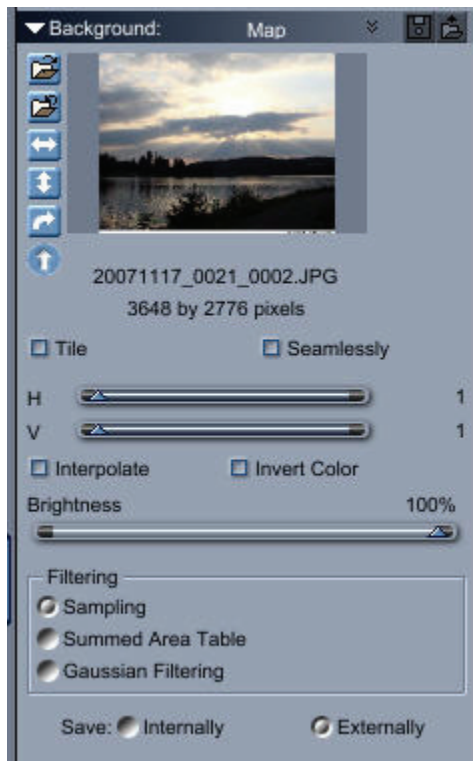 Background: Map
20071117_0021_0002.JPG
3648 by 2776 pixels
Tile Seamlessly
H 1
V 1
Interpolate Invert Color
Brightness 100%
Filtering
Sampling
Summed Area Table
Gaussian Filtering
Save: Internally Externally